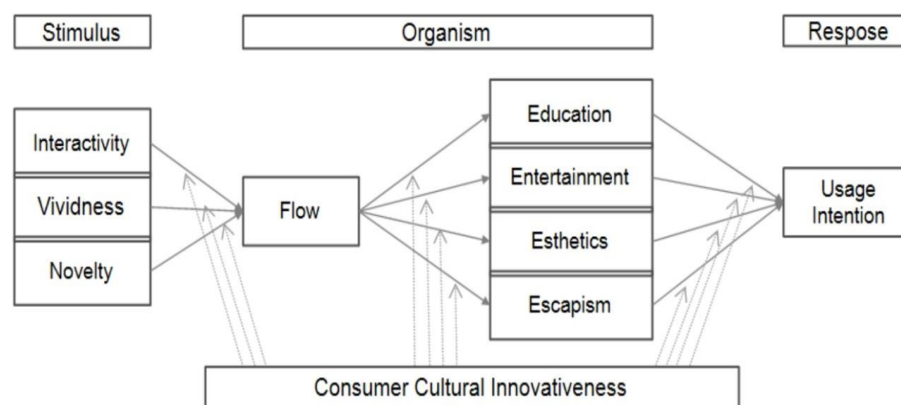 Stimulus
Organism
Respose
Interactivity
Vividness
Novelty
Flow
Education
Entertainment
Esthetics
Escapism
Usage
Intention
Consumer Cultural Innovativeness